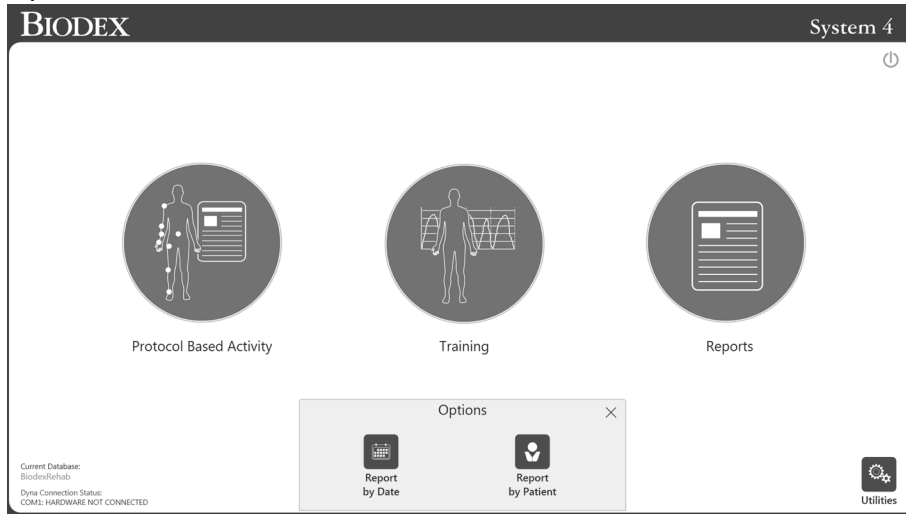 BIODEX
System 4
Protocol Based Activity
Training
Reports
Options
Report
by Date
Report
by Patient
Current Database:
BiodexRehab
Dyna Connection Status:
COM1: HARDWARE NOT CONNECTED
Utilities